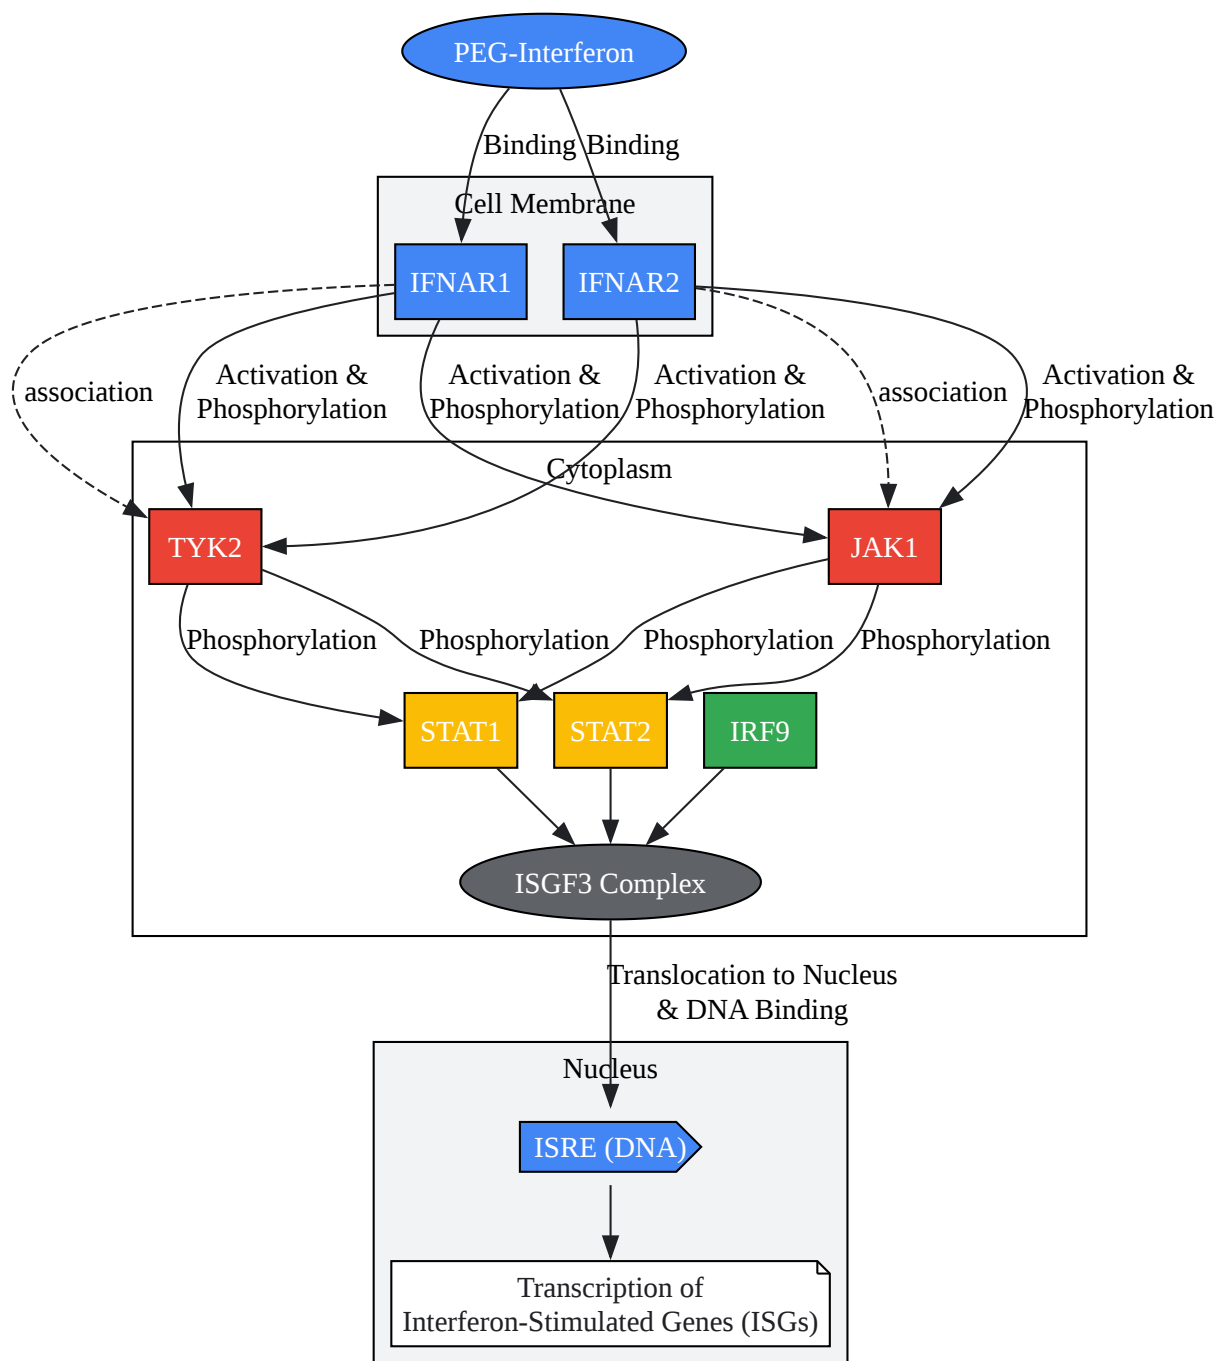 PEG-Interferon
Binding
Binding
Cell Membrane
IFNAR1
IFNAR2
association
Activation &
Phosphorylation
Activation &
Phosphorylation
Activation &
Phosphorylation
association
Activation &
Phosphorylation
Cytoplasm
TYK2
JAK1
Phosphorylation
Phosphorylation
Phosphorylation
Phosphorylation
STAT1
STAT2
IRF9
ISGF3 Complex
Translocation to Nucleus
& DNA Binding
Nucleus
ISRE (DNA)
Transcription of
Interferon-Stimulated Genes (ISGs)